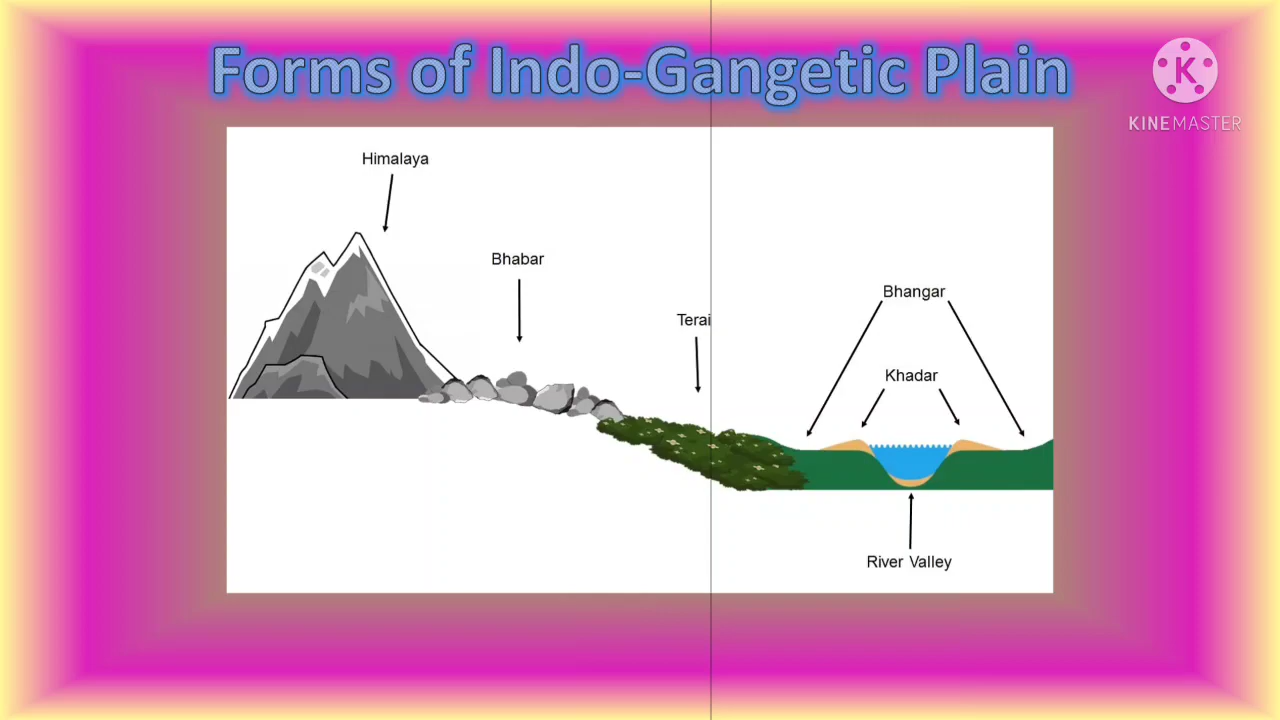 Forms of Indo-Gangetic Plain
K
KINEMASTER
Himalaya
Bhabar
Terai
Bhangar
Khadar
River Valley